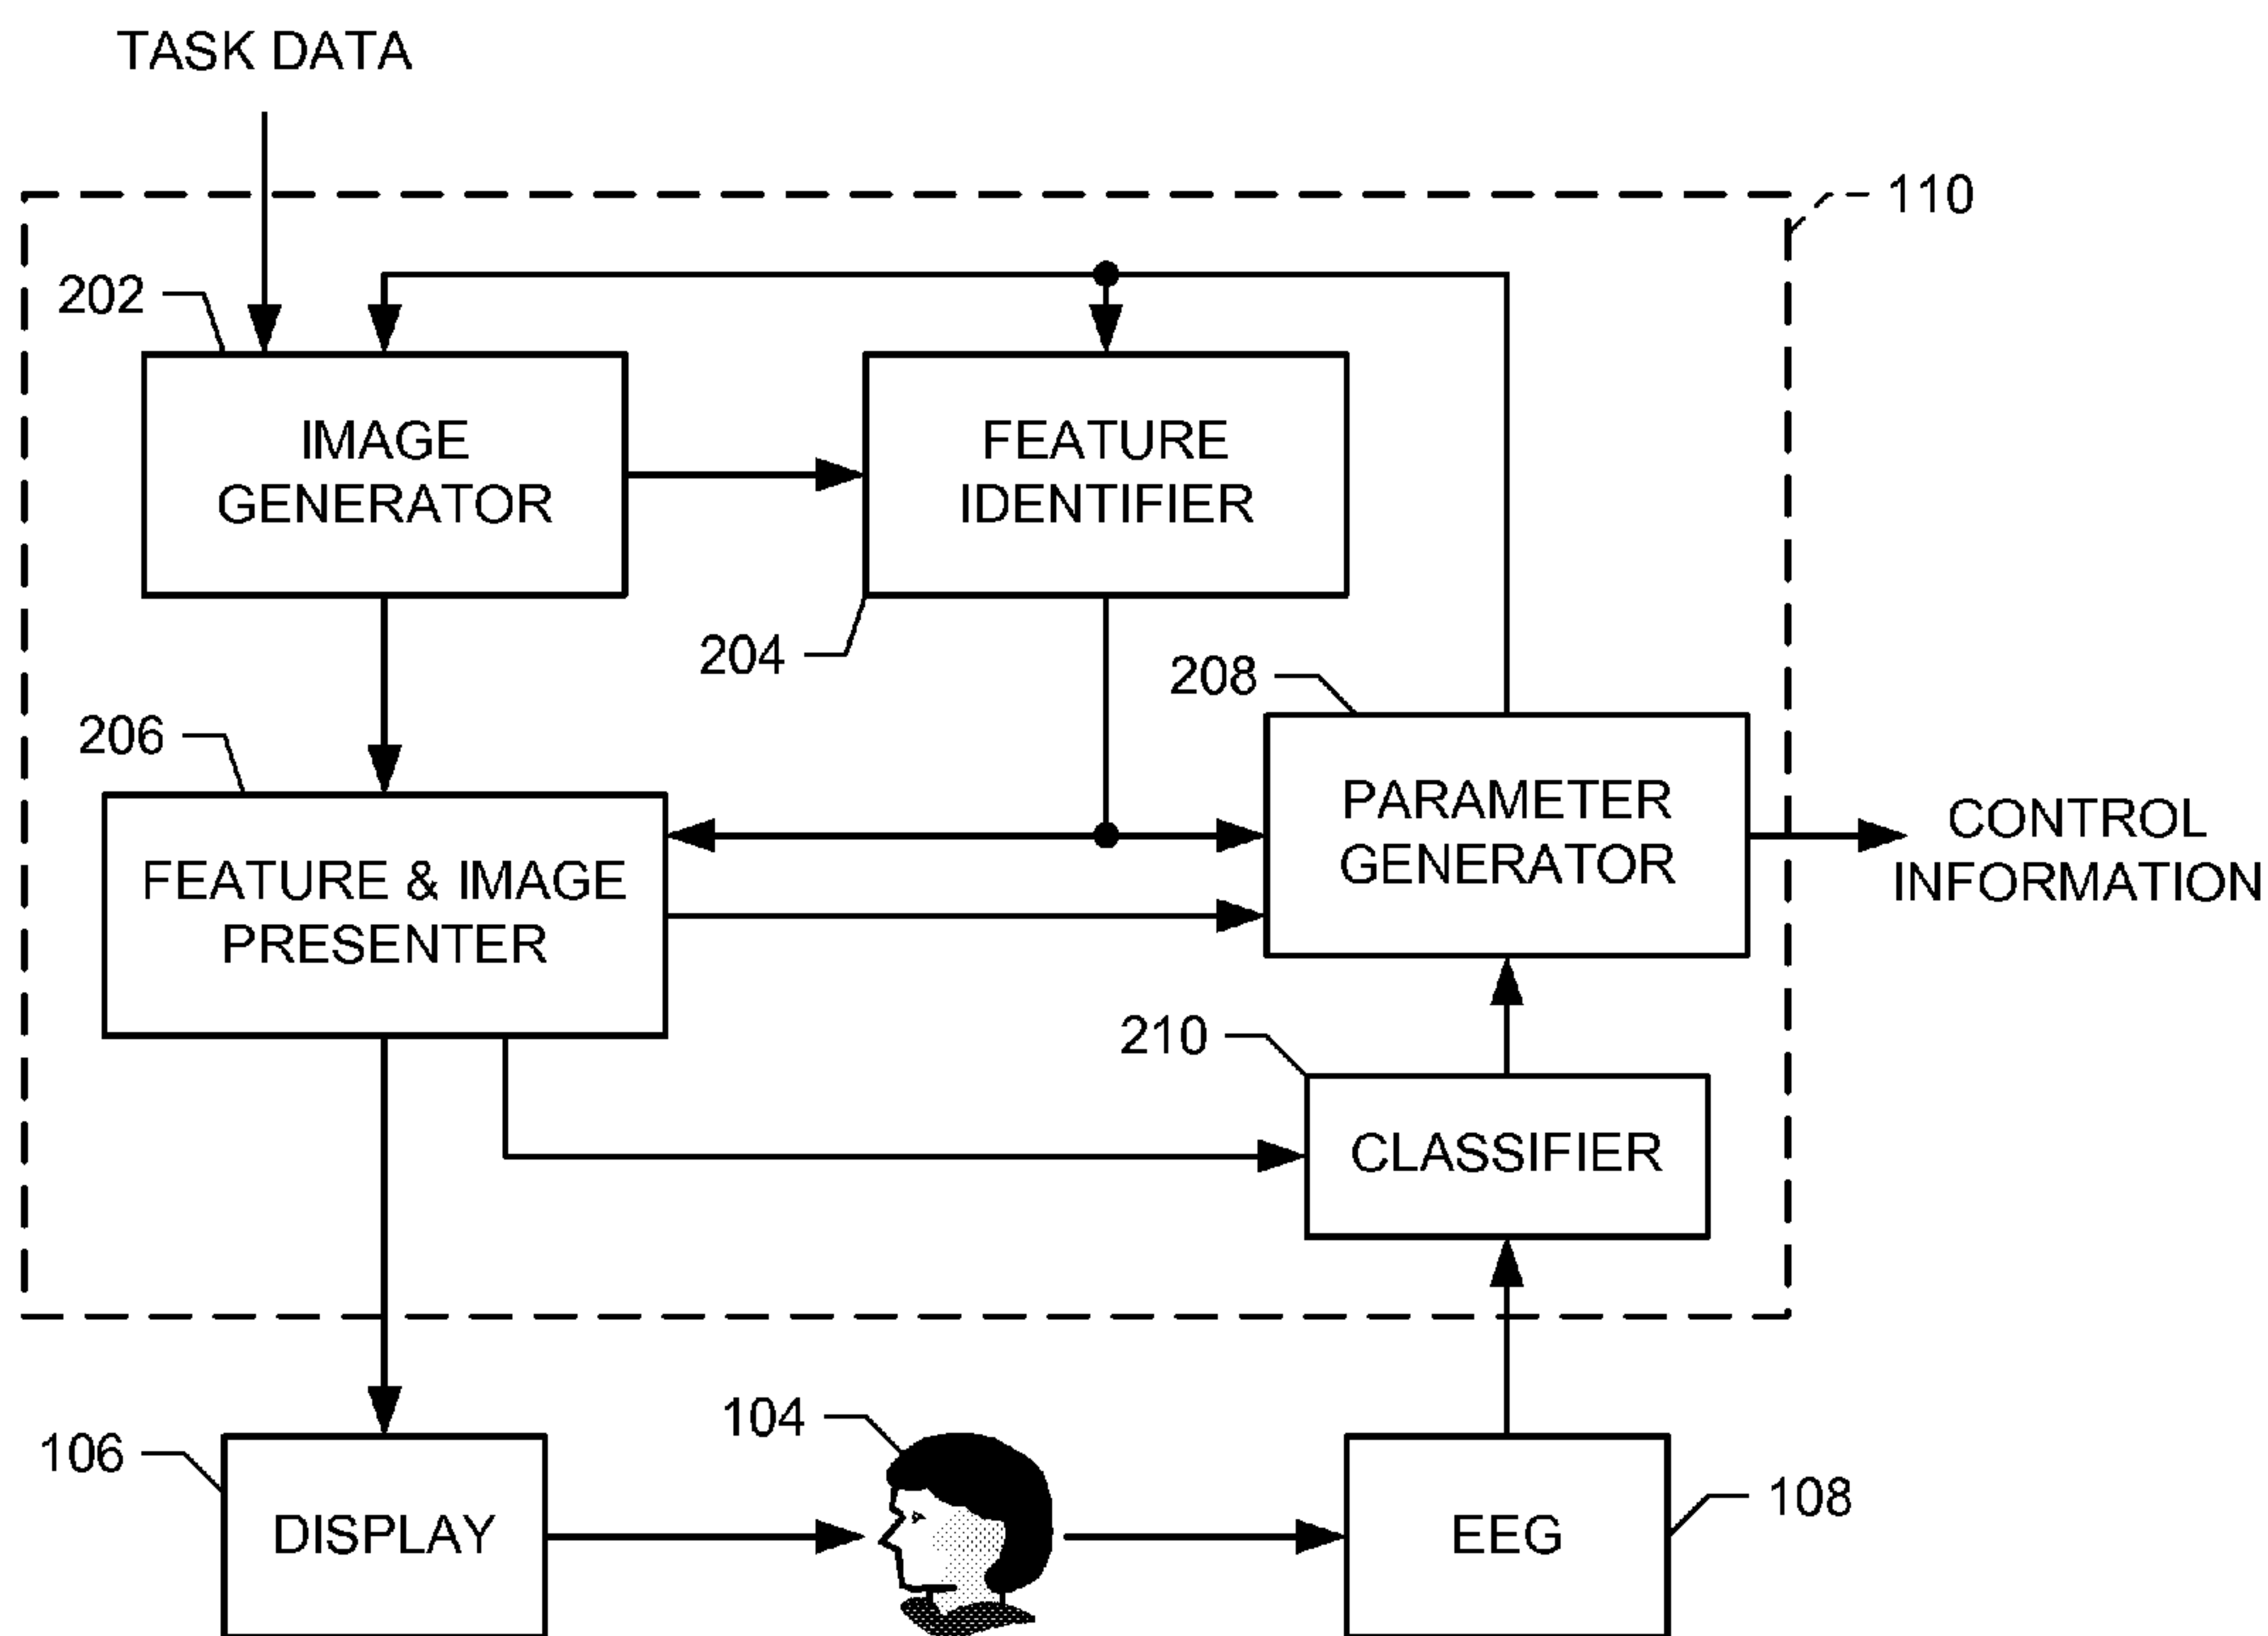 TASK DATA
110
202
IMAGE
GENERATOR
FEATURE
IDENTIFIER
204
208
206
PARAMETER
GENERATOR
CONTROL
INFORMATION
FEATURE & IMAGE
PRESENTER
210
CLASSIFIER
104
106
DISPLAY
EEG
108